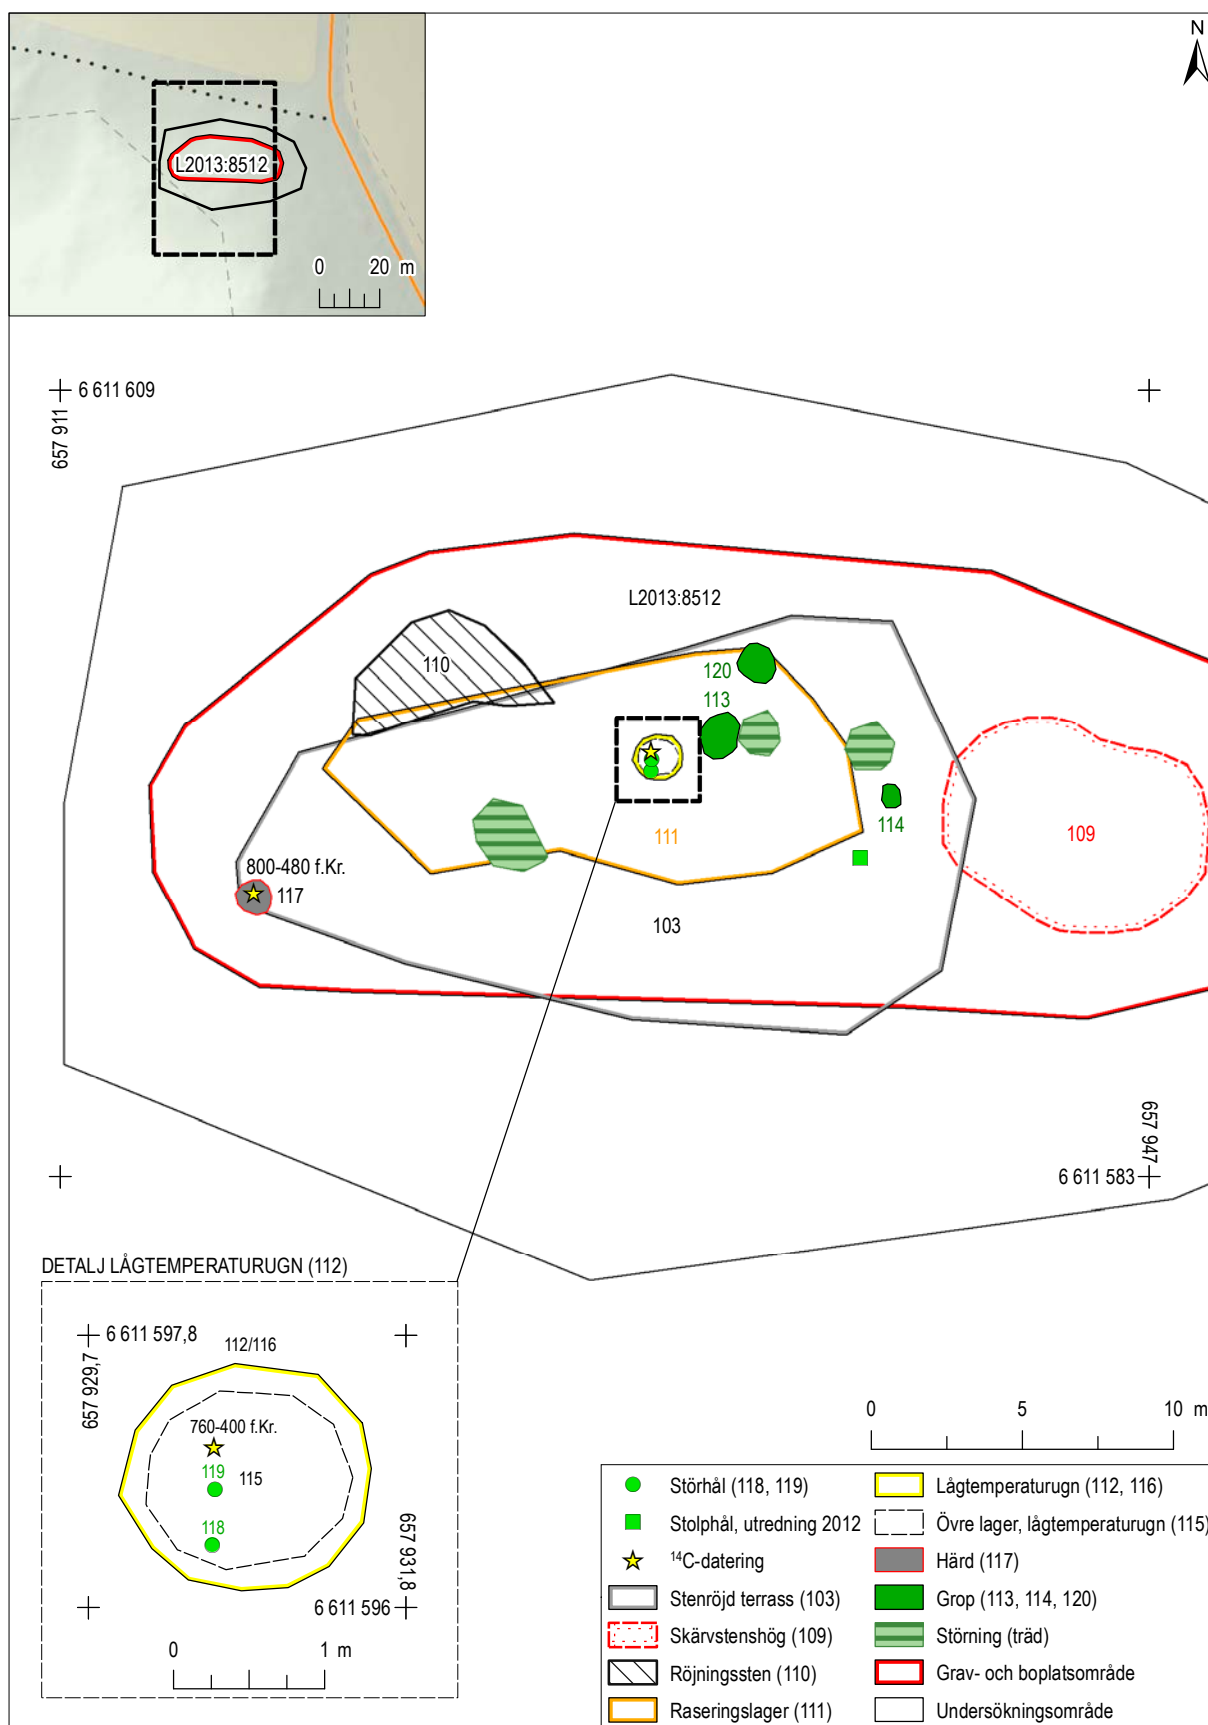 N
L2013:8512
0 20 m
6 611 609
657 911
L2013:8512
110
120
113
111
114
109
800-480 f.Kr.
117
103
657 947
6 611 583
DETALJ LÅGTEMPERATURUGN (112)
6 611 597,8
657 929,7
112/116
760-400 f.Kr.
119
115
118
657 931,8
6 611 596
0 1 m
0 5 10 m
Störhål (118, 119)
Stolphål, utredning 2012
¹⁴C-datering
Stenröjd terrass (103)
Skärvstenshög (109)
Röjningssten (110)
Raseringslager (111)
Lågtemperaturugn (112, 116)
Övre lager, lågtemperaturugn (115)
Härd (117)
Grop (113, 114, 120)
Störning (träd)
Grav- och boplatsområde
Undersökningsområde